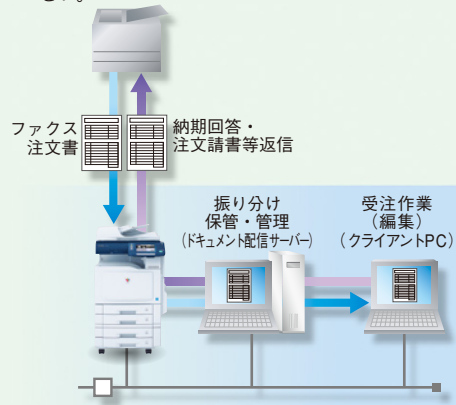 さい。
ファクス
注文書
納期回答・
注文請書等返信
振り分け
保管・管理
(ドキュメント配信サーバー)
受注作業
(編集)
(クライアントPC)